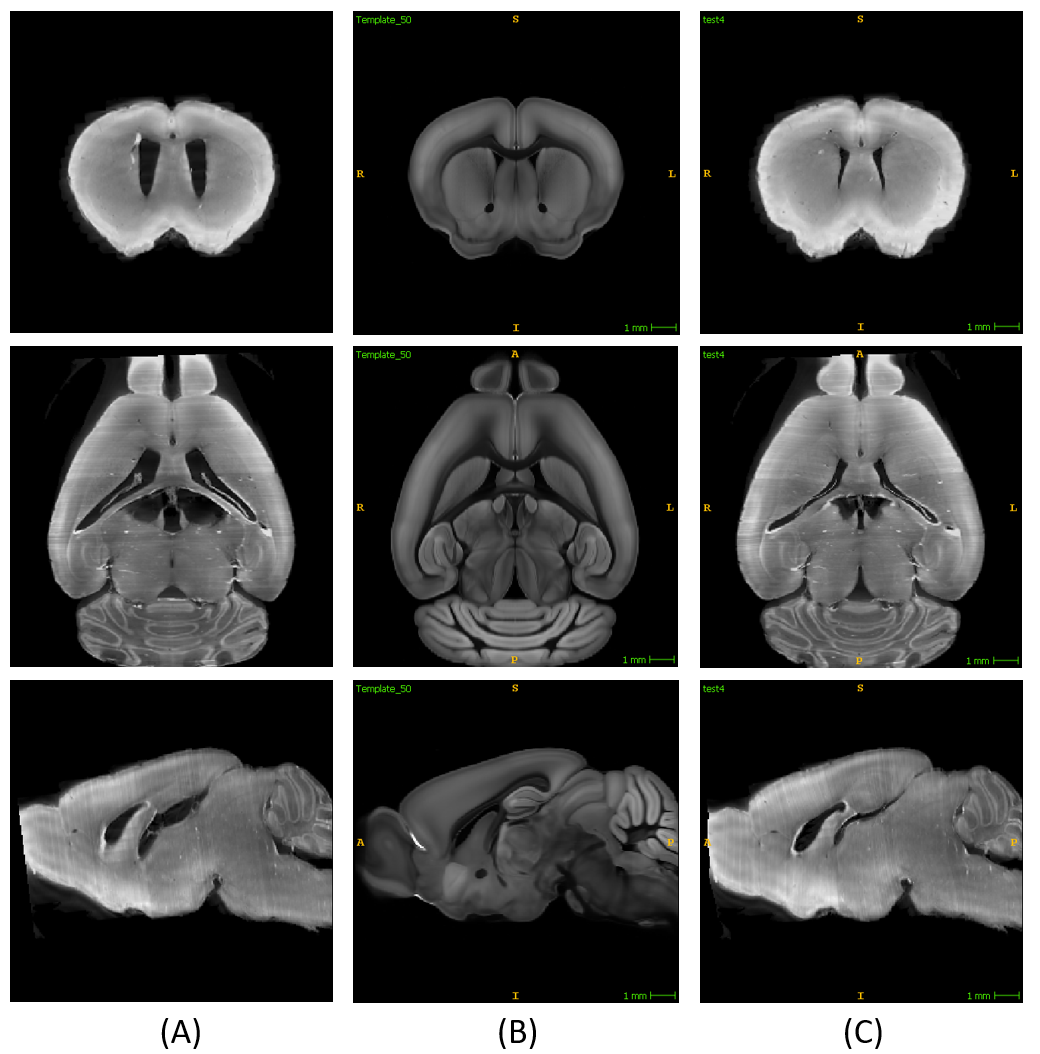 Template_50
S
R
L
I
1 mm
test4
S
R
L
I
1 mm
Template_50
A
R
L
P
1 mm
test4
A
R
L
P
1 mm
Template_50
S
A
P
I
1 mm
test4
S
A
P
I
1 mm
(A)
(B)
(C)